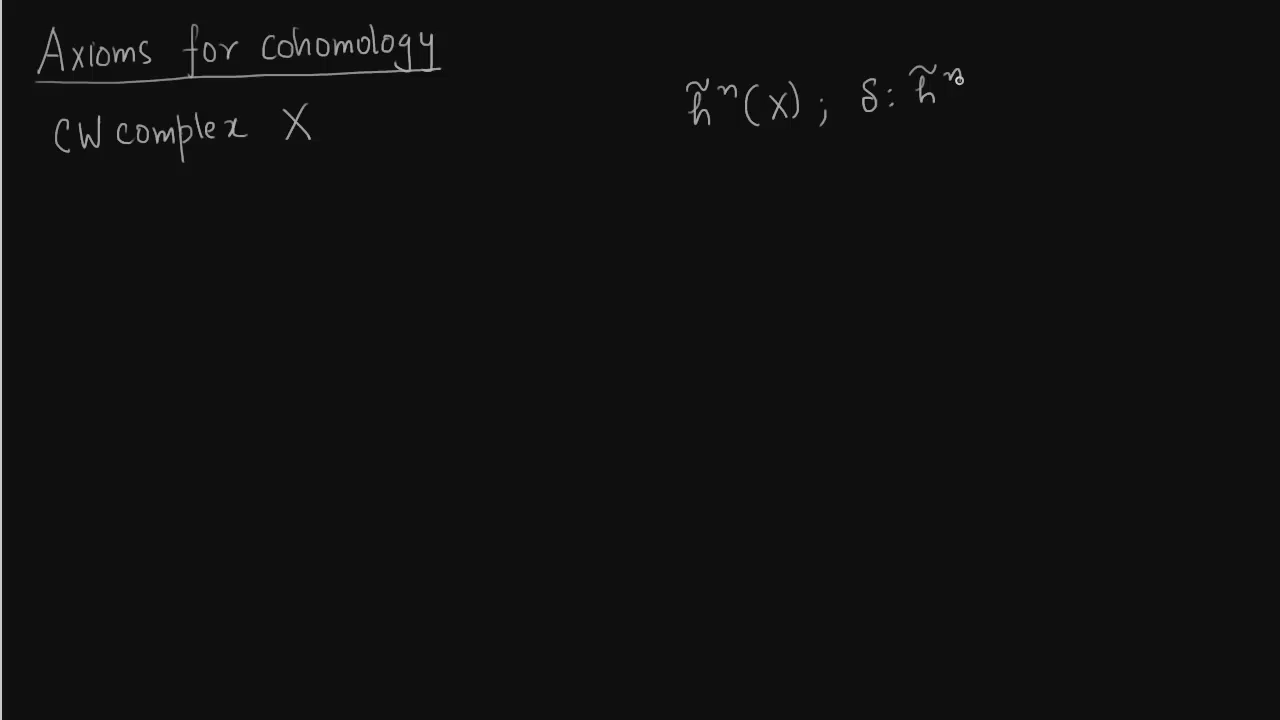 Axioms for cohomology
CW complex X
h̃ⁿ(X) ; δ: h̃ⁿ